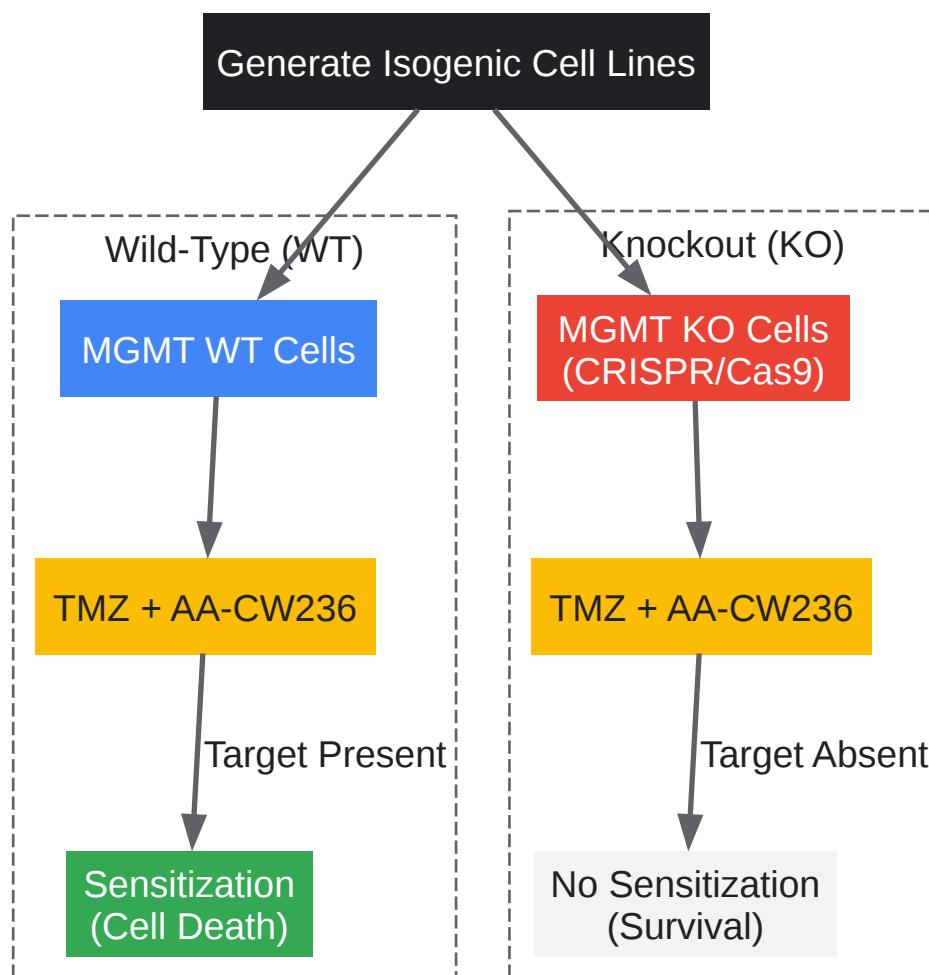 Generate Isogenic Cell Lines
Wild-Type (WT)
MGMT WT Cells
TMZ + AA-CW236
Target Present
Sensitization
(Cell Death)
Knockout (KO)
MGMT KO Cells
(CRISPR/Cas9)
TMZ + AA-CW236
Target Absent
No Sensitization
(Survival)